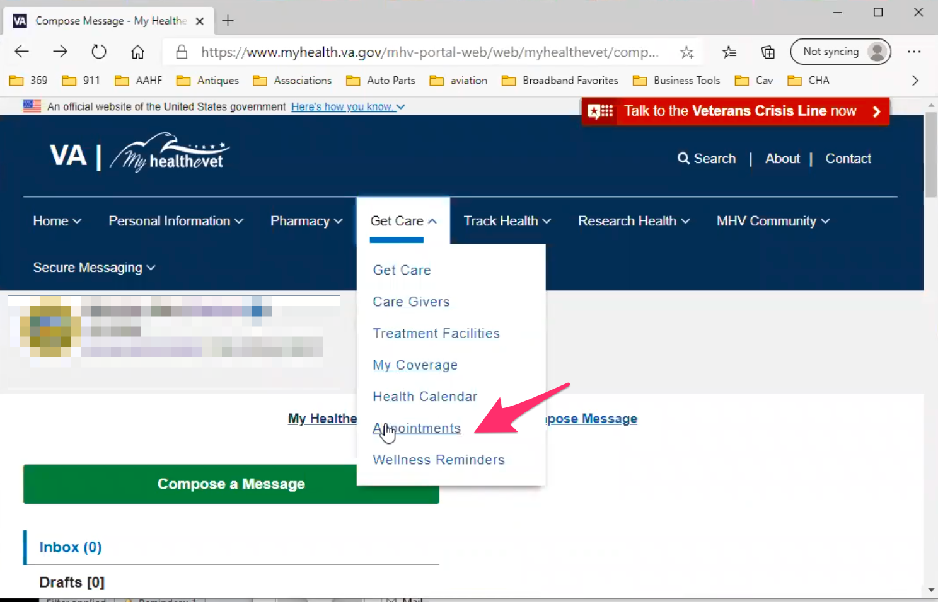 VA Compose Message - My Healthe
https://www.myhealth.va.gov/mhv-portal-web/web/myhealthevet/comp... Not syncing
369 911 AAHF Antiques Associations Auto Parts aviation Broadband Favorites Business Tools Cav CHA
An official website of the United States government Here's how you know
Talk to the Veterans Crisis Line now
VA | My healthevet
Search | About | Contact
Home Personal Information Pharmacy Get Care Track Health Research Health MHV Community
Secure Messaging
Get Care
Care Givers
Treatment Facilities
My Coverage
Health Calendar
My Healthe pose Message
Appointments
Wellness Reminders
Compose a Message
Inbox (0)
Drafts [0]